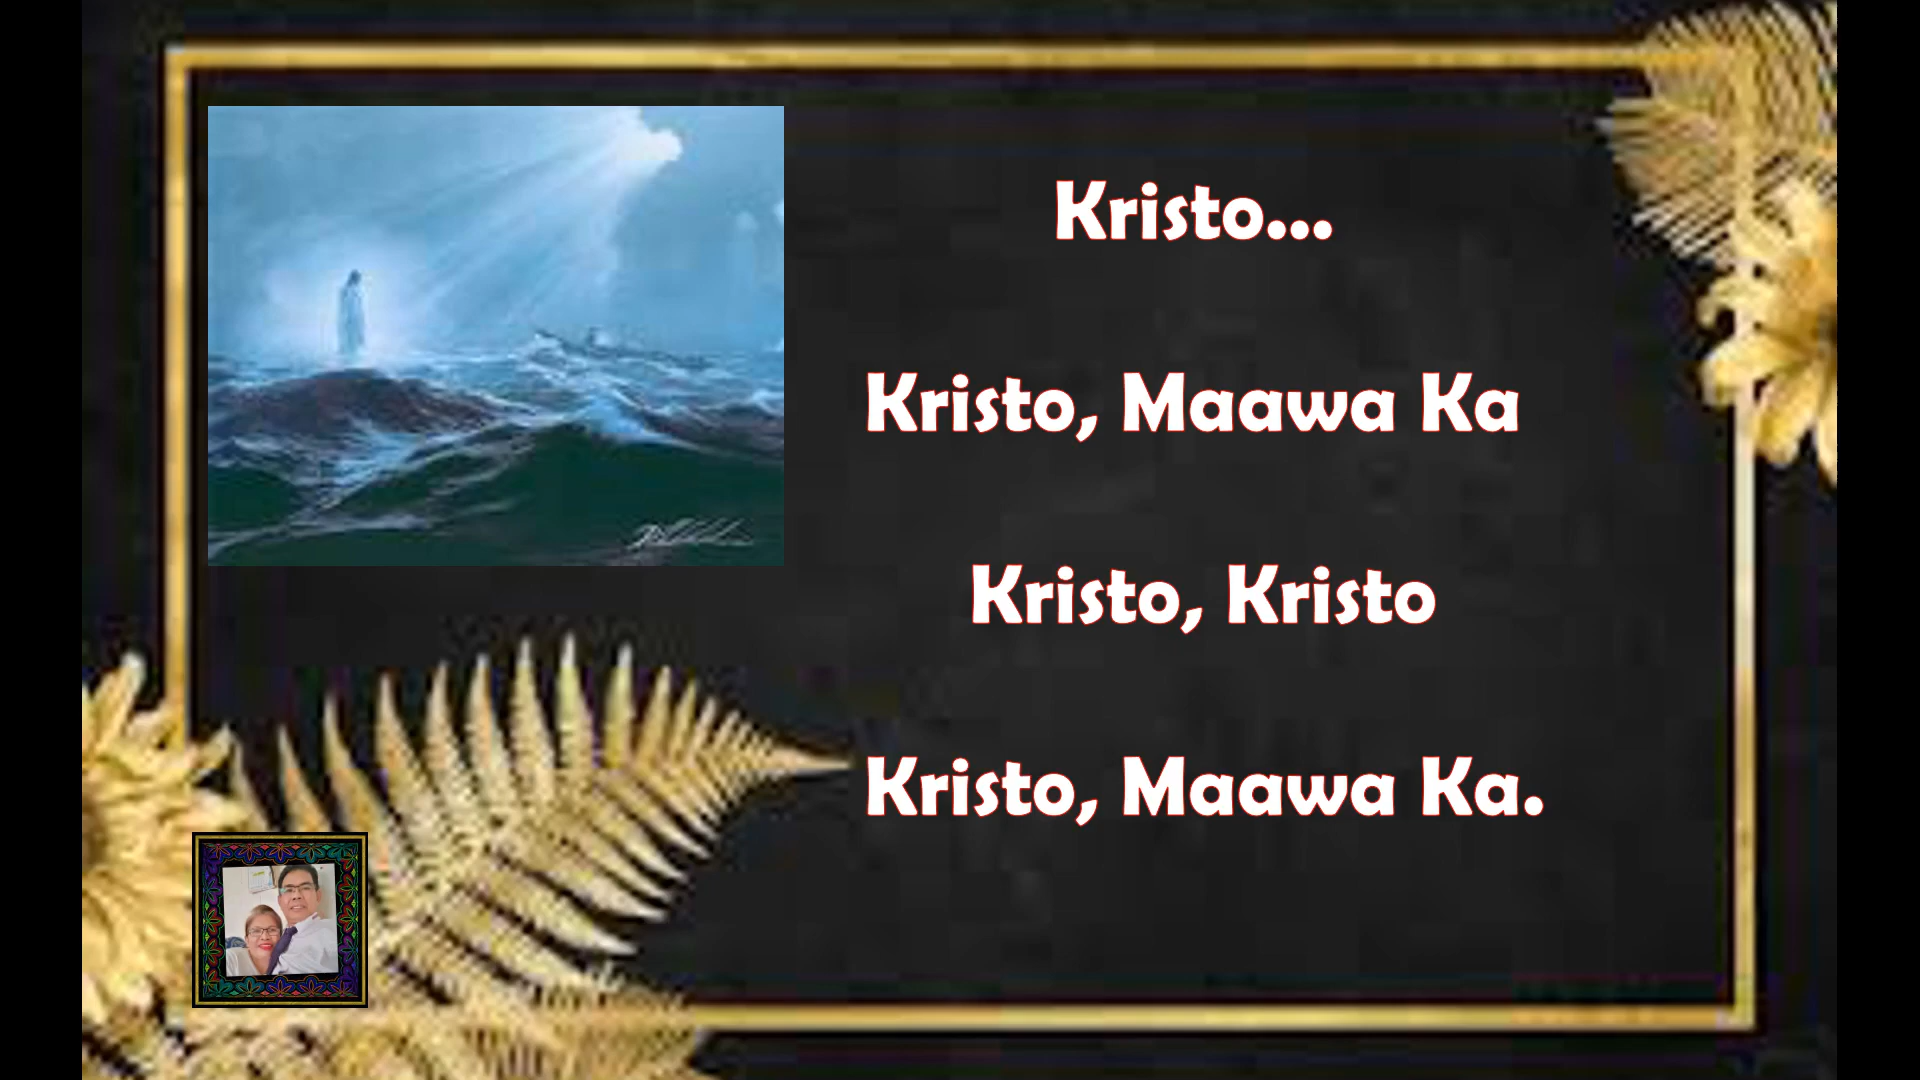 Kristo...
Kristo, Maawa Ka
Kristo, Kristo
Kristo, Maawa Ka.